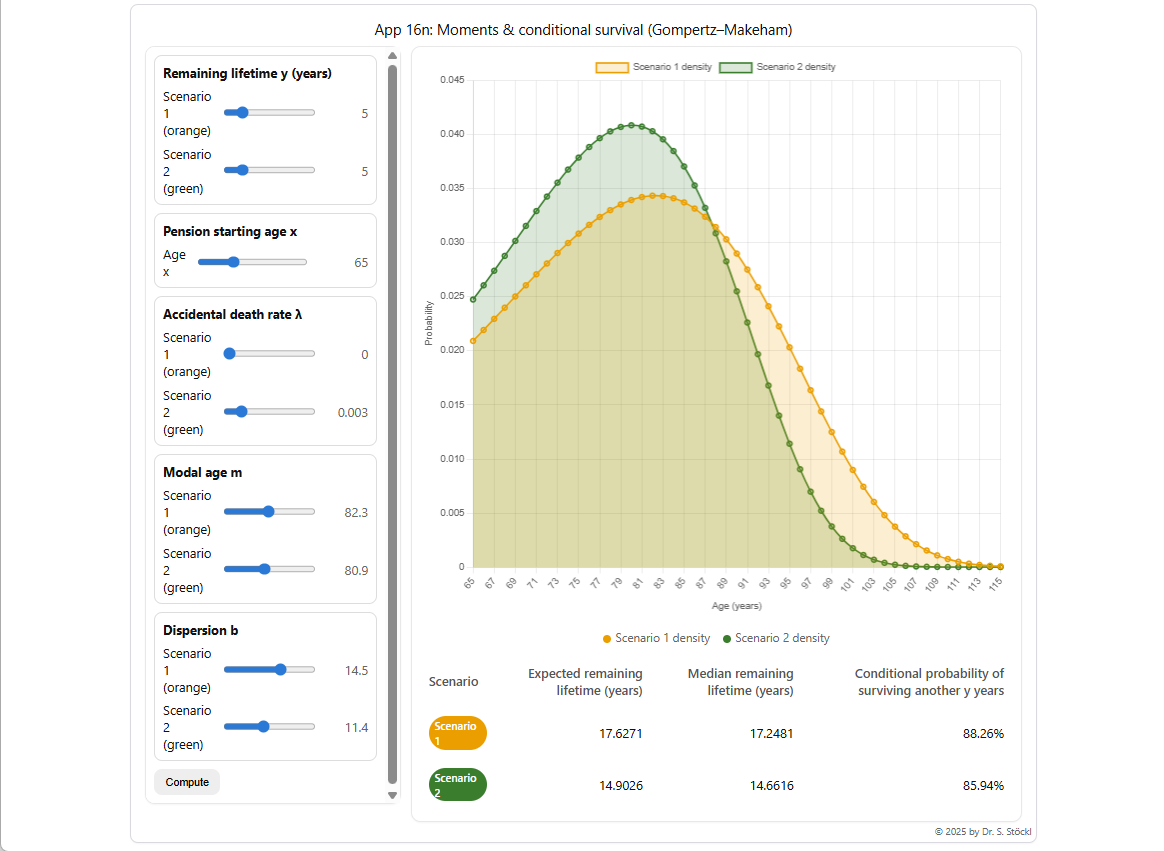 App 16n: Moments & conditional survival (Gompertz–Makeham)
Remaining lifetime y (years)
Scenario
1
(orange)
5
Scenario
2
(green)
5
Pension starting age x
Age
x
65
Accidental death rate λ
Scenario
1
(orange)
0
Scenario
2
(green)
0.003
Modal age m
Scenario
1
(orange)
82.3
Scenario
2
(green)
80.9
Dispersion b
Scenario
1
(orange)
14.5
Scenario
2
(green)
11.4
Compute
Scenario 1 density Scenario 2 density
0.045
0.040
0.035
0.030
0.025
0.020
0.015
0.010
0.005
0
Probability
65 67 69 71 73 75 77 79 81 83 85 87 89 91 93 95 97 99 101 103 105 107 109 111 113 115
Age (years)
Scenario 1 density Scenario 2 density
Scenario
Expected remaining
lifetime (years)
Median remaining
lifetime (years)
Conditional probability of
surviving another y years
Scenario
1
17.6271 17.2481 88.26%
Scenario
2
14.9026 14.6616 85.94%
© 2025 by Dr. S. Stöckl